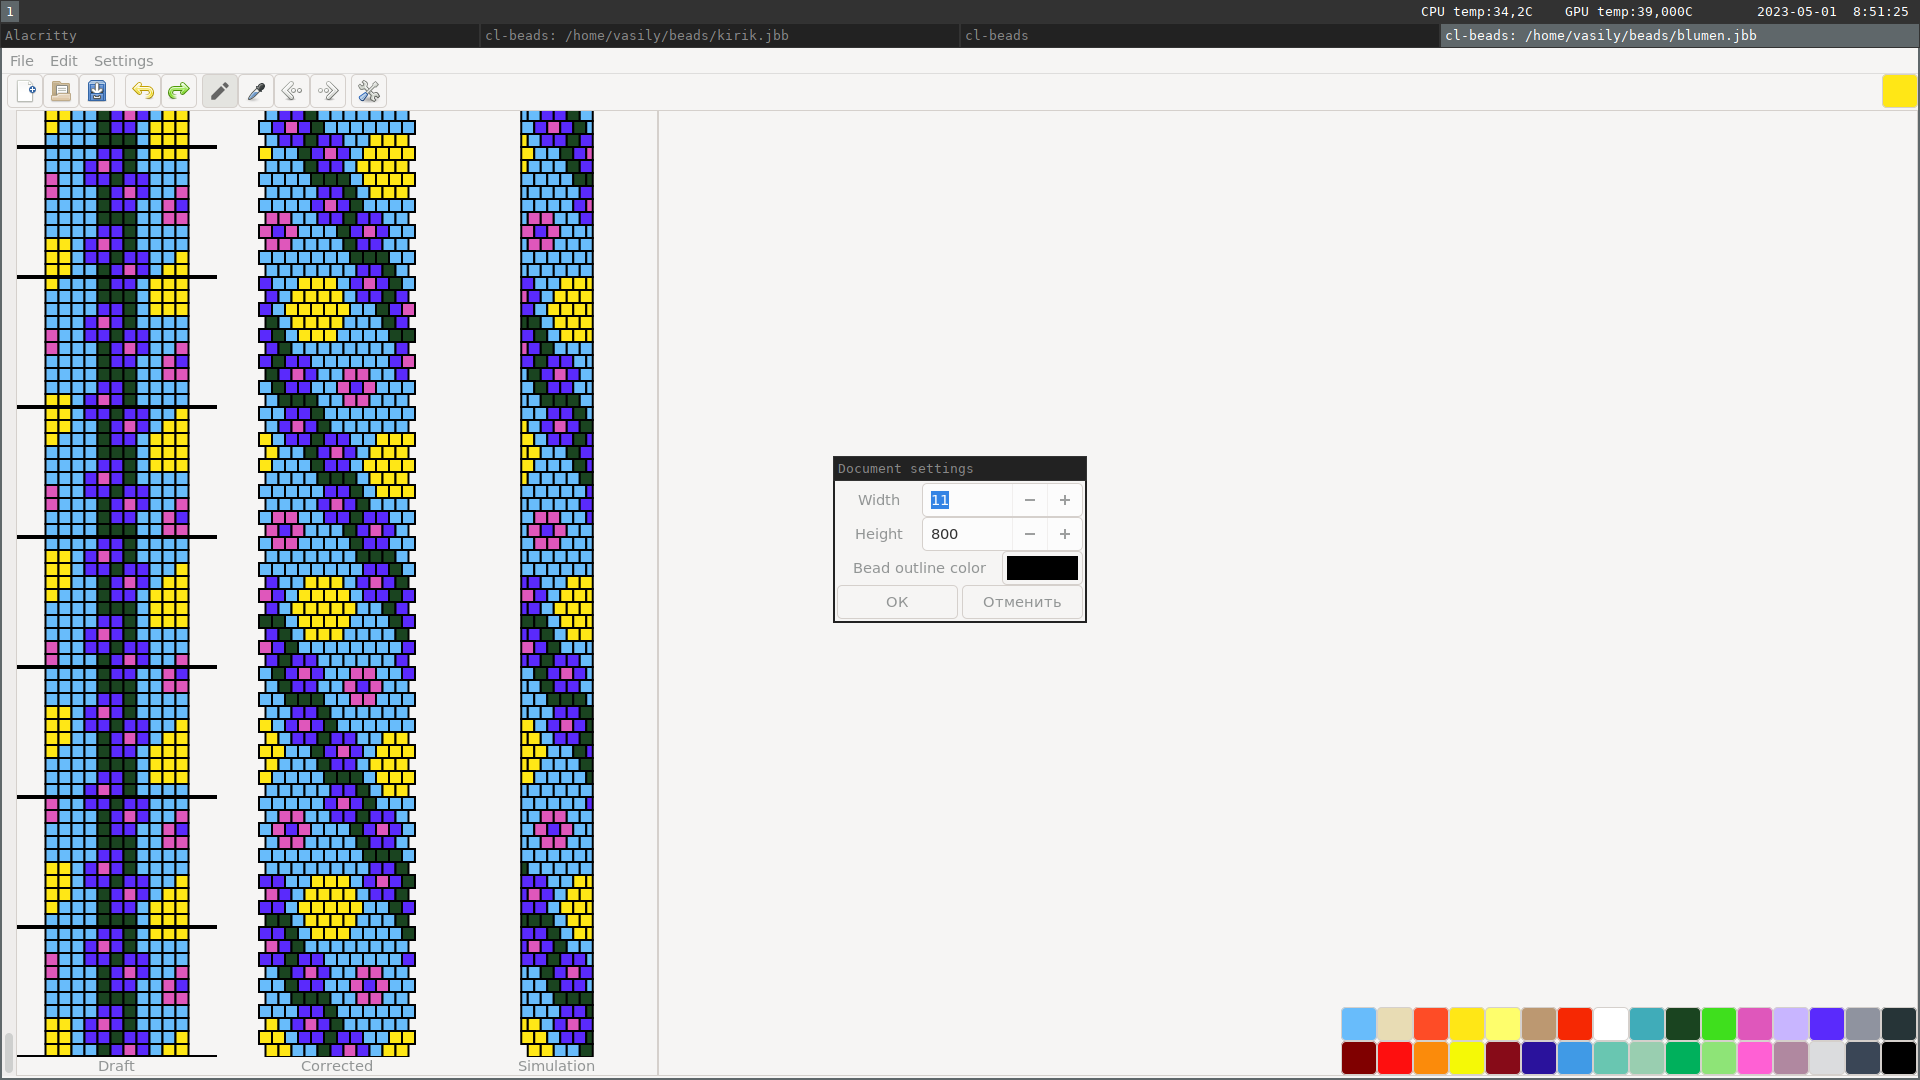 1
CPU temp:34,2C GPU temp:39,000C 2023-05-01 8:51:25
Alacritty cl-beads: /home/vasily/beads/kirik.jbb cl-beads cl-beads: /home/vasily/beads/blumen.jbb
File Edit Settings
Document settings
Width 11
Height 800
Bead outline color
ОК Отменить
Draft Corrected Simulation